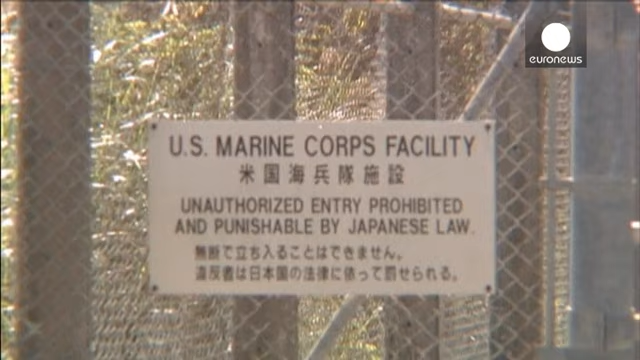 euronews
U.S. MARINE CORPS FACILITY
米国海兵隊施設
UNAUTHORIZED ENTRY PROHIBITED
AND PUNISHABLE BY JAPANESE LAW.
無断で立ち入ることはできません。
違反者は日本国の法律に依って罰せられる。